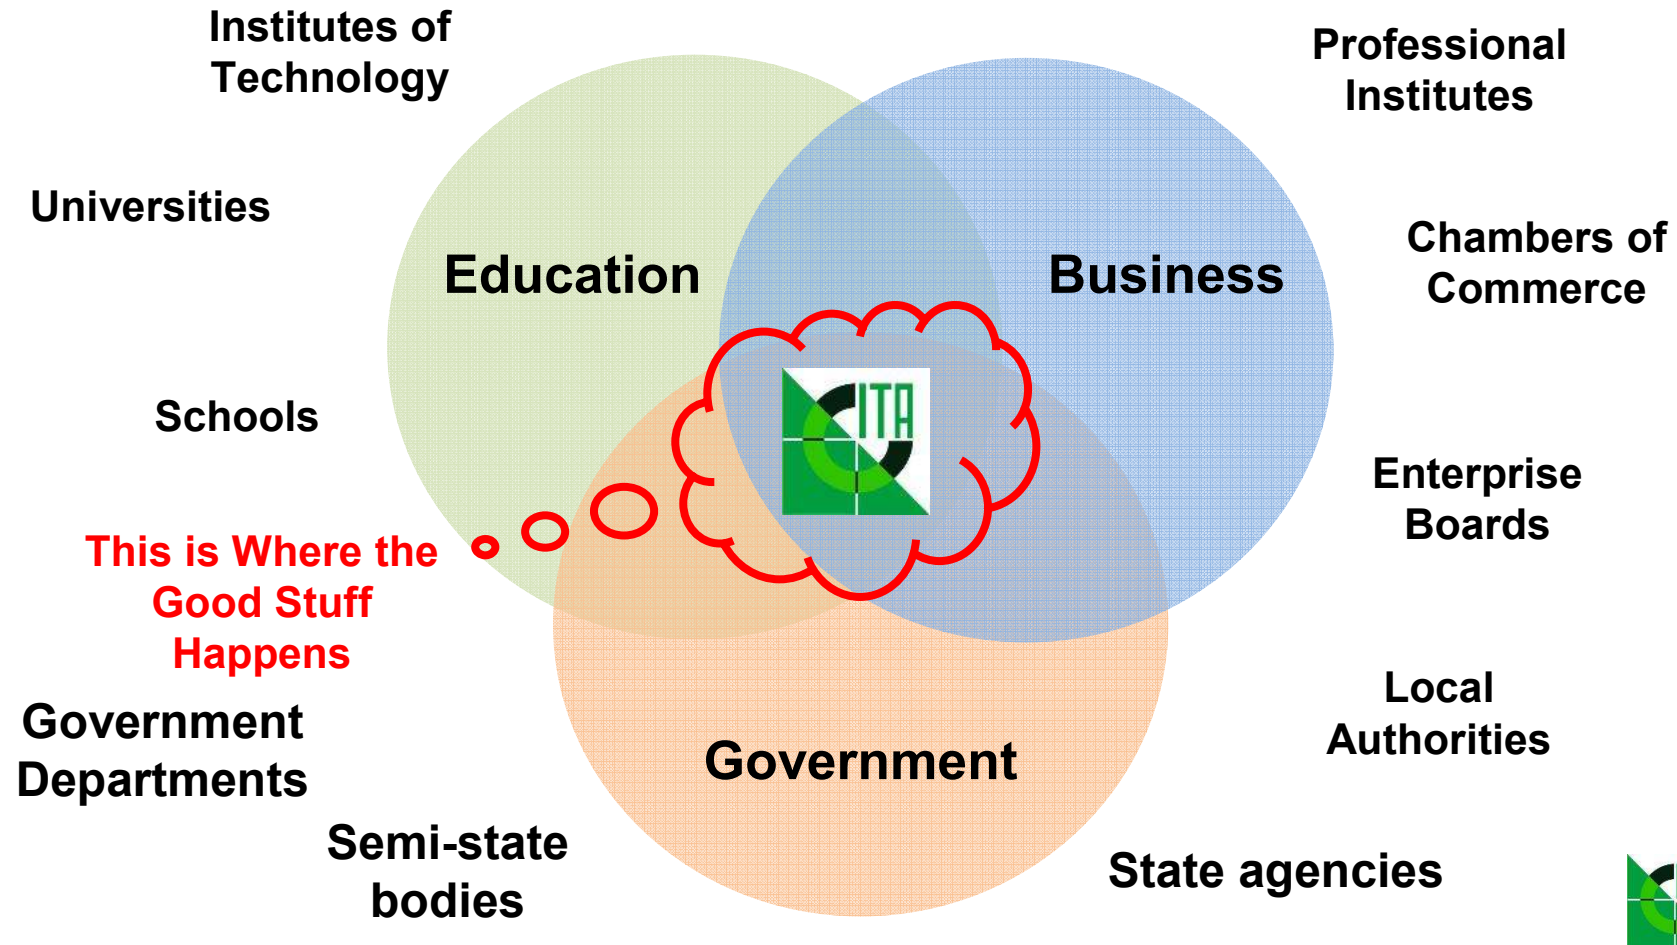 Institutes of
Technology
Professional
Institutes
Universities
Chambers of
Commerce
Education
Business
Schools
CITA
Enterprise
Boards
This is Where the
Good Stuff
Happens
Government
Departments
Local
Authorities
Government
Semi-state
bodies
State agencies